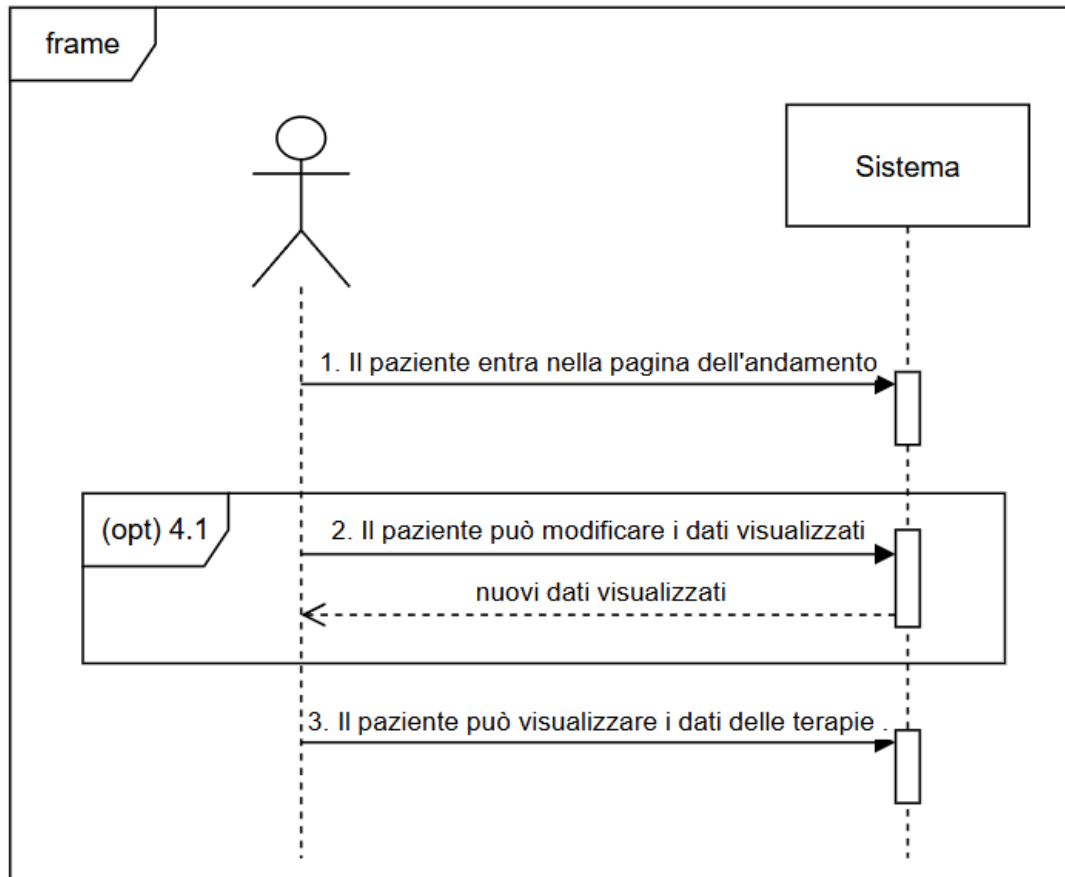 frame
Sistema
1. Il paziente entra nella pagina dell'andamento
(opt) 4.1
2. Il paziente può modificare i dati visualizzati
nuovi dati visualizzati
3. Il paziente può visualizzare i dati delle terapie .